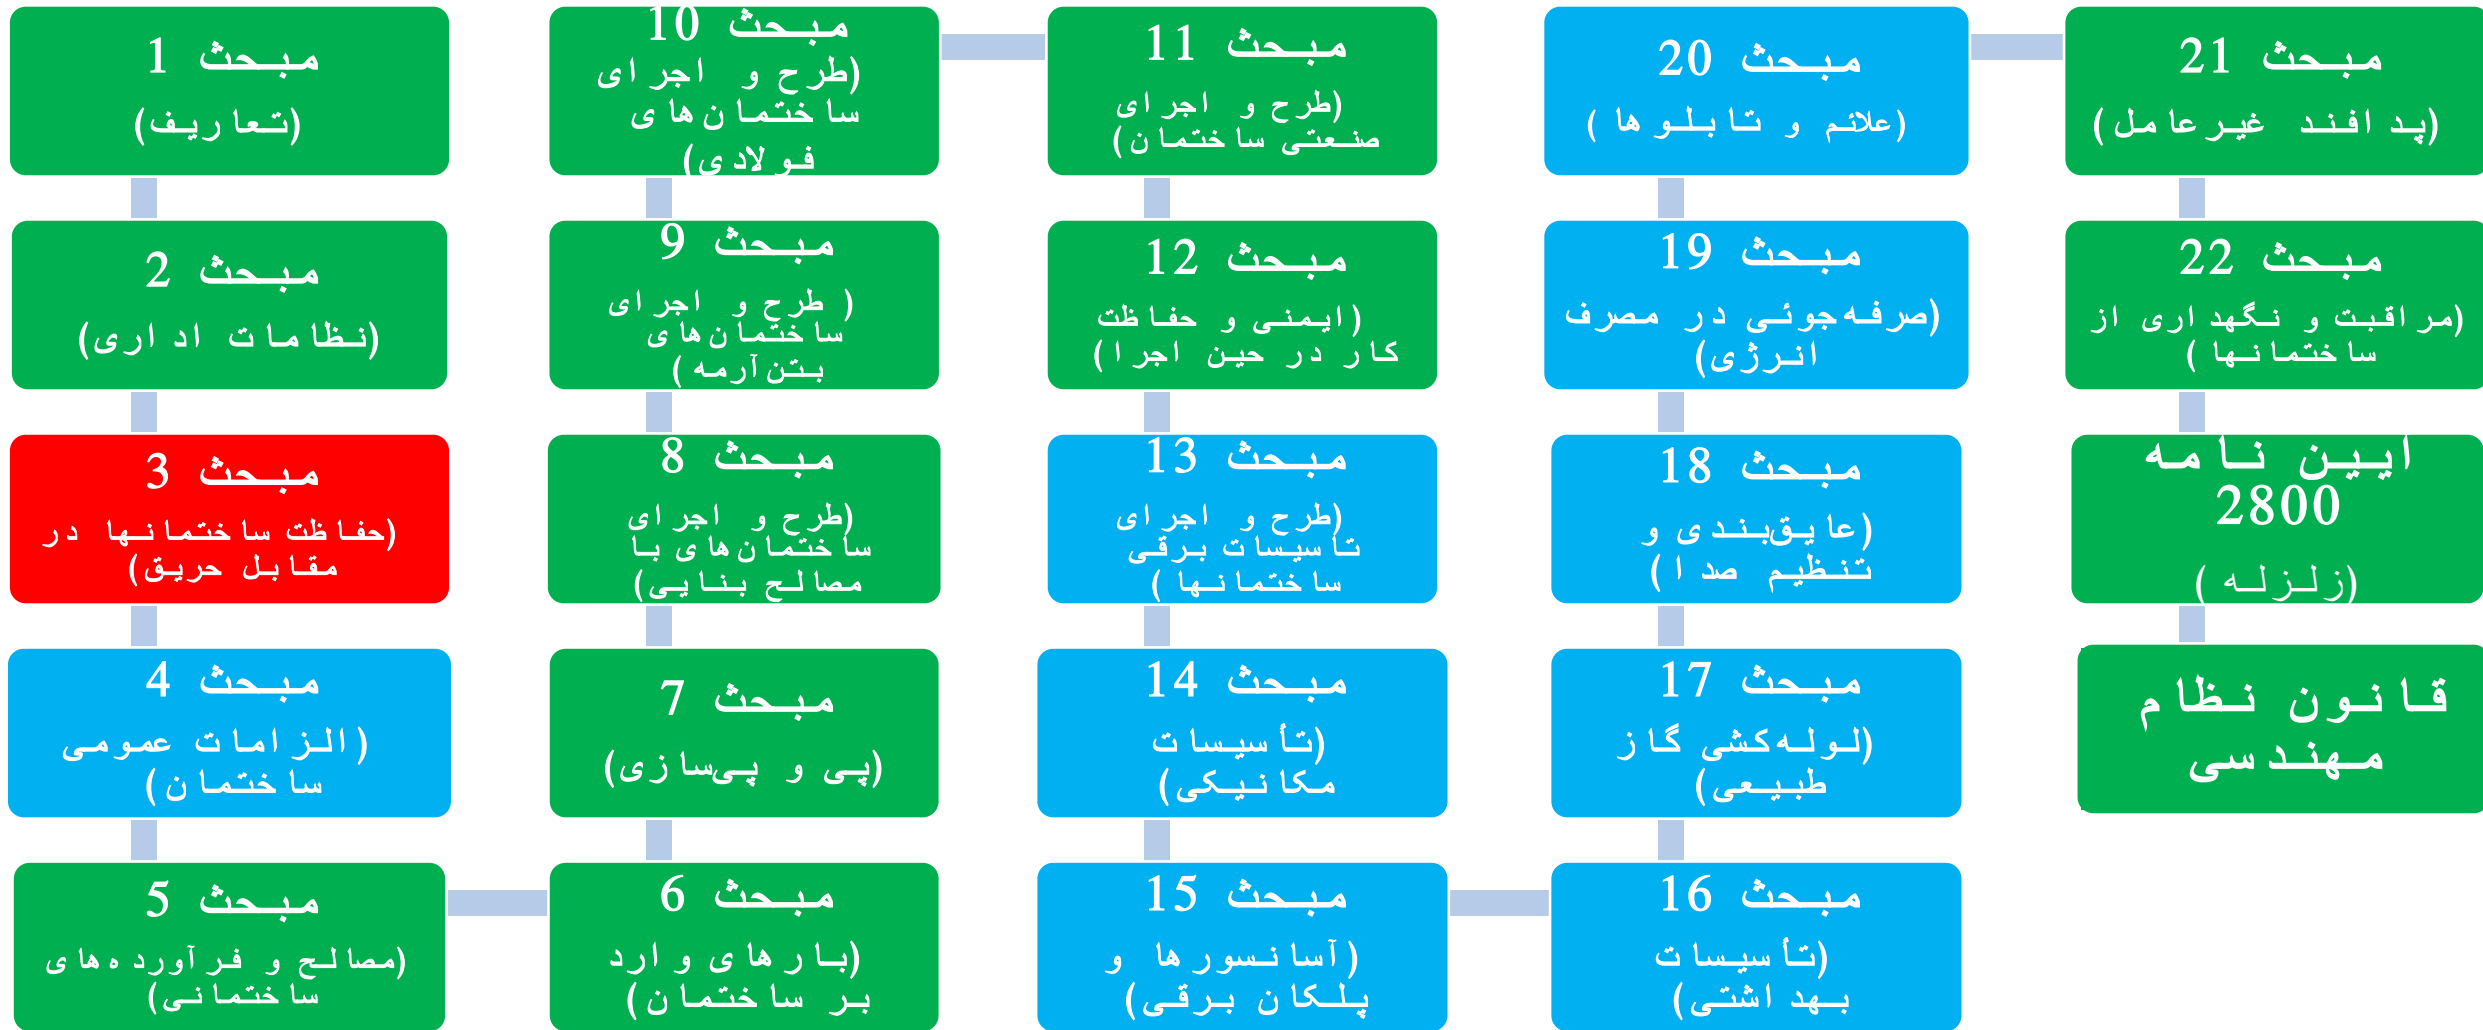 مبحث 1
(تعاریف)
مبحث 2
(نظامات اداری)
مبحث 3
(حفاظت ساختمانها در
مقابل حریق)
مبحث 4
(الزامات عمومی
ساختمان)
مبحث 5
(مصالح و فرآورده‌های
ساختمانی)
مبحث 6
(بارهای وارد
بر ساختمان)
مبحث 7
(پی و پی‌سازی)
مبحث 8
(طرح و اجرای
ساختمان‌های با
مصالح بنایی)
مبحث 9
( طرح و اجرای
ساختمان‌های
بتن‌آرمه)
مبحث 10
(طرح و اجرای
ساختمان‌های
فولادی)
مبحث 11
(طرح و اجرای
صنعتی ساختمان)
مبحث 12
(ایمنی و حفاظت
کار در حین اجرا)
مبحث 13
(طرح و اجرای
تاسیسات برقی
ساختمانها)
مبحث 14
(تأسیسات
مکانیکی)
مبحث 15
(آسانسورها و
پلکان برقی)
مبحث 16
(تأسیسات
بهداشتی)
مبحث 17
(لوله‌کشی گاز
طبیعی)
مبحث 18
(عایق‌بندی و
تنظیم صدا)
مبحث 19
(صرفه‌جوئی در مصرف
انرژی)
مبحث 20
(علائم و تابلوها)
مبحث 21
(پدافند غیرعامل)
مبحث 22
(مراقبت و نگهداری از
ساختمانها)
ایین نامه
2800
(زلزله)
قانون نظام
مهندسی